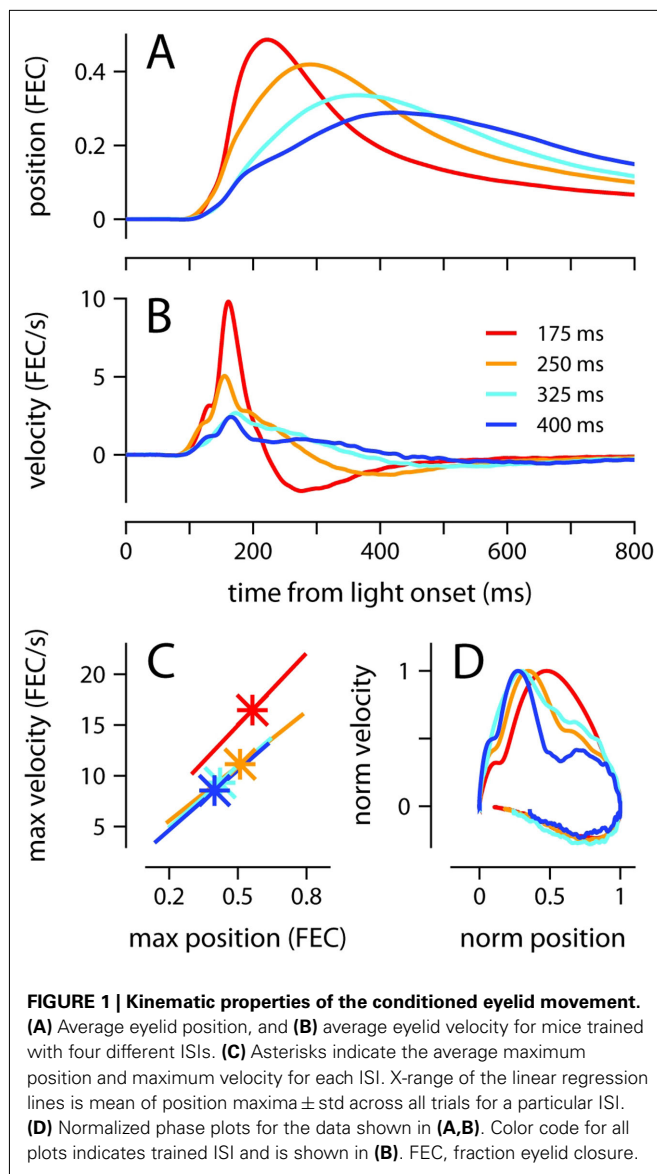 A
position (FEC)
0.4
0.2
0
B
velocity (FEC/s)
10
5
0
175 ms
250 ms
325 ms
400 ms
0
200
400
600
800
time from light onset (ms)
C
max velocity (FEC/s)
20
15
10
5
0.2
0.5
0.8
max position (FEC)
D
norm velocity
1
0
0
0.5
1
norm position
FIGURE 1 | Kinematic properties of the conditioned eyelid movement.
(A) Average eyelid position, and (B) average eyelid velocity for mice trained
with four different ISIs. (C) Asterisks indicate the average maximum
position and maximum velocity for each ISI. X-range of the linear regression
lines is mean of position maxima ± std across all trials for a particular ISI.
(D) Normalized phase plots for the data shown in (A,B). Color code for all
plots indicates trained ISI and is shown in (B). FEC, fraction eyelid closure.